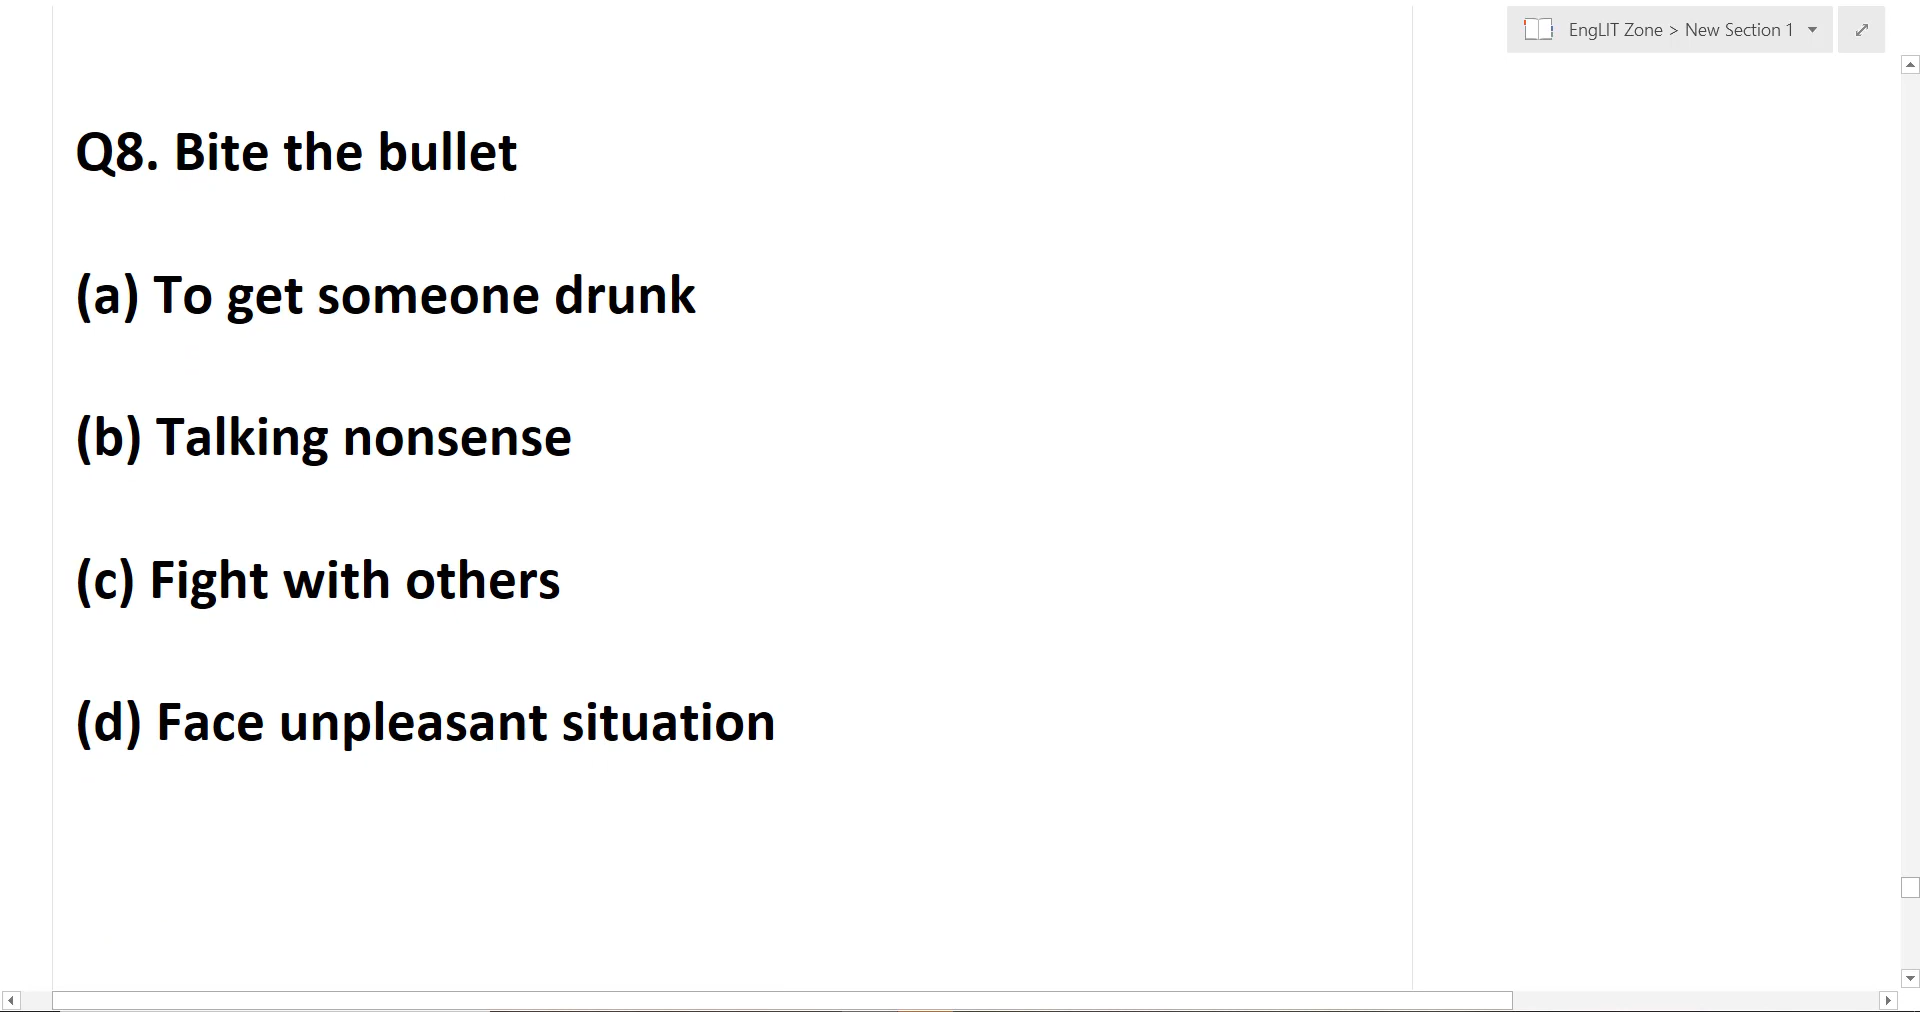 EngLIT Zone > New Section 1
Q8. Bite the bullet
(a) To get someone drunk
(b) Talking nonsense
(c) Fight with others
(d) Face unpleasant situation